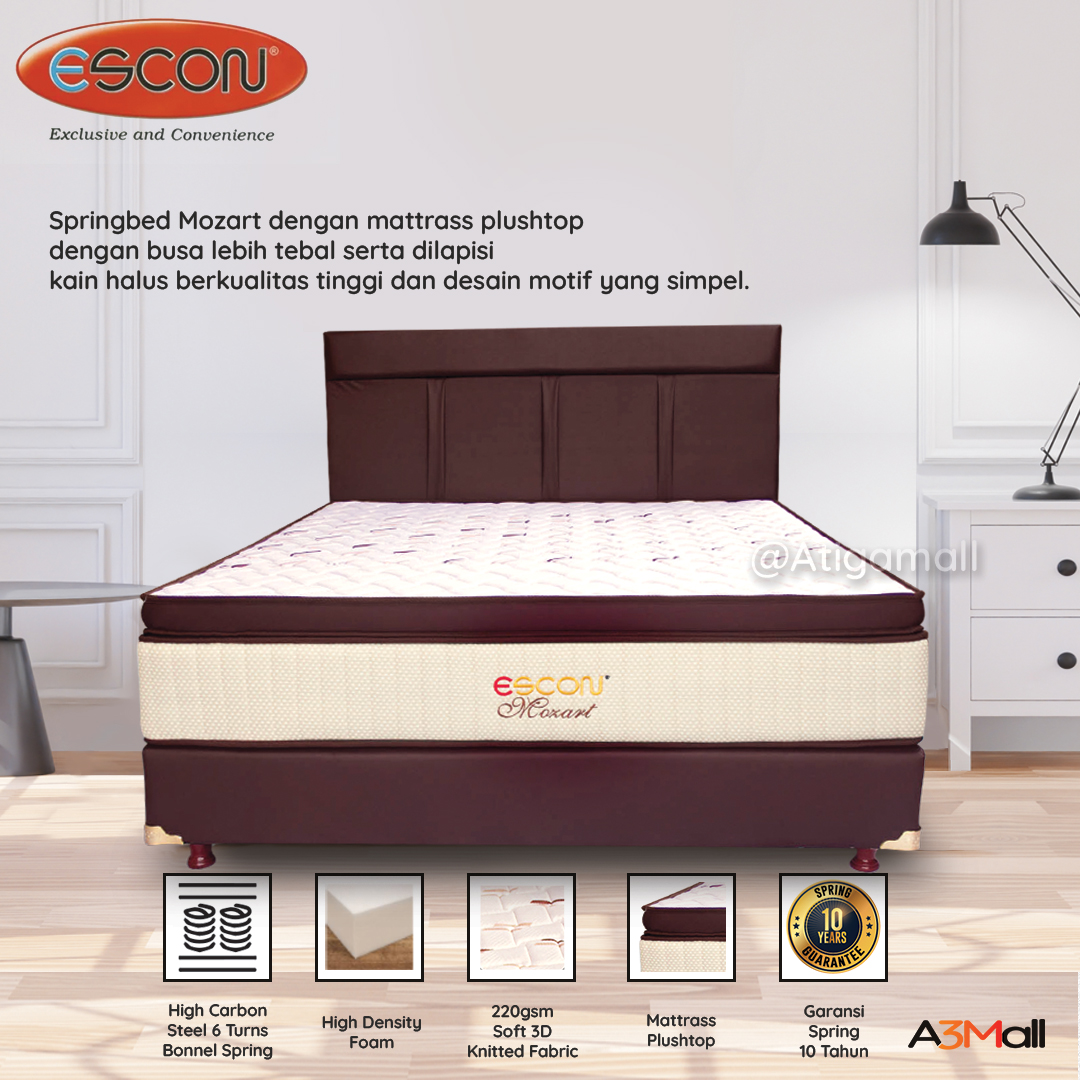 ESCON®
Exclusive and Convenience
Springbed Mozart dengan mattrass plushtop
dengan busa lebih tebal serta dilapisi
kain halus berkualitas tinggi dan desain motif yang simpel.
@Atigamall
ESCON®
Mozart
SPRING
10
YEARS
GUARANTEE
High Carbon
Steel 6 Turns
Bonnel Spring
High Density
Foam
220gsm
Soft 3D
Knitted Fabric
Mattrass
Plushtop
Garansi
Spring
10 Tahun
A3Mall